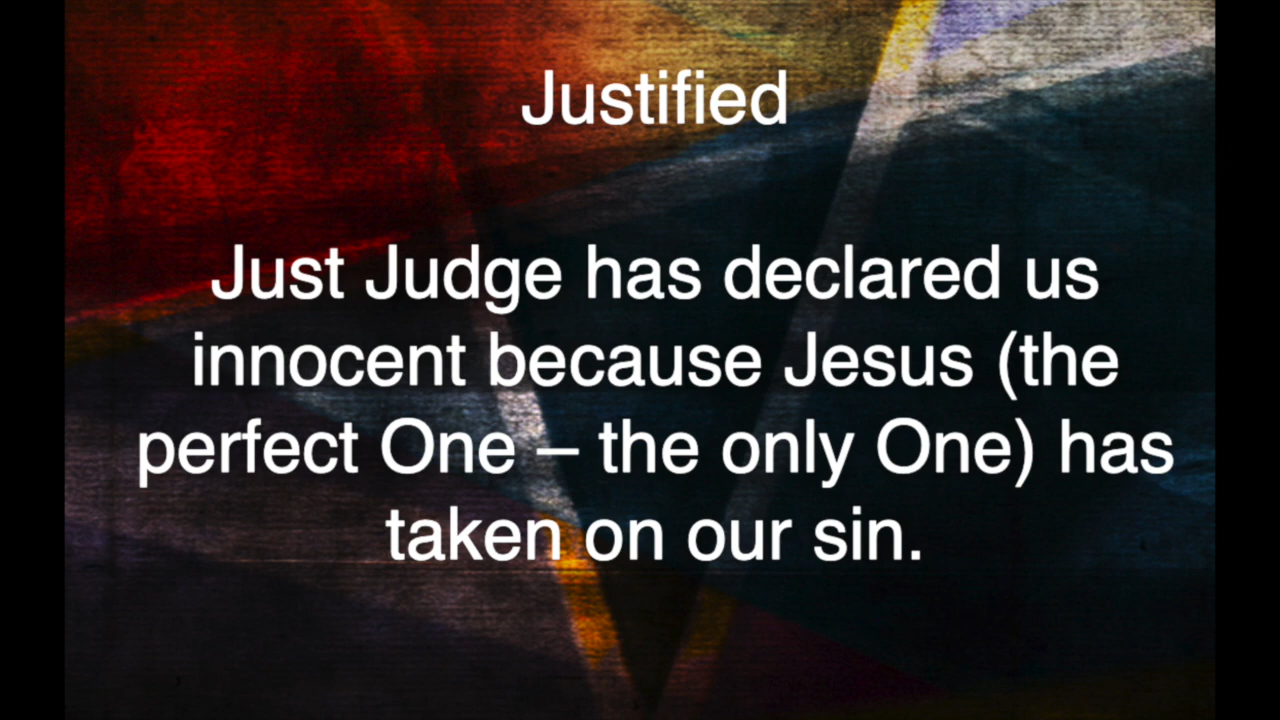 Justified
Just Judge has declared us
innocent because Jesus (the
perfect One – the only One) has
taken on our sin.